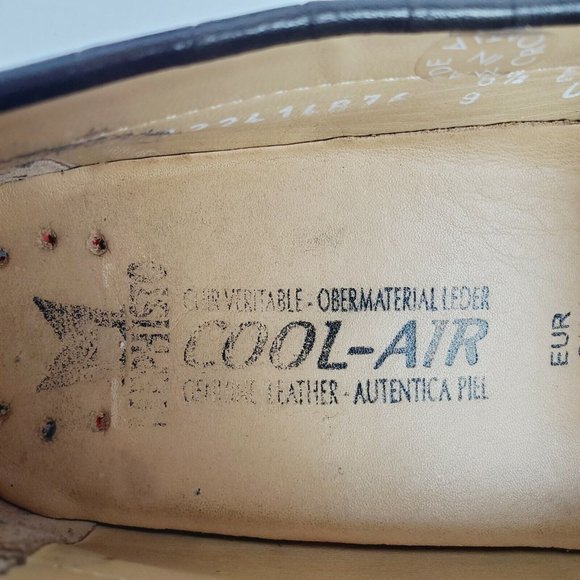 MEPHISTO
CUIR VERITABLE - OBERMATERIAL LEDER
COOL-AIR
GENUINE LEATHER - AUTENTICA PIEL
EUR